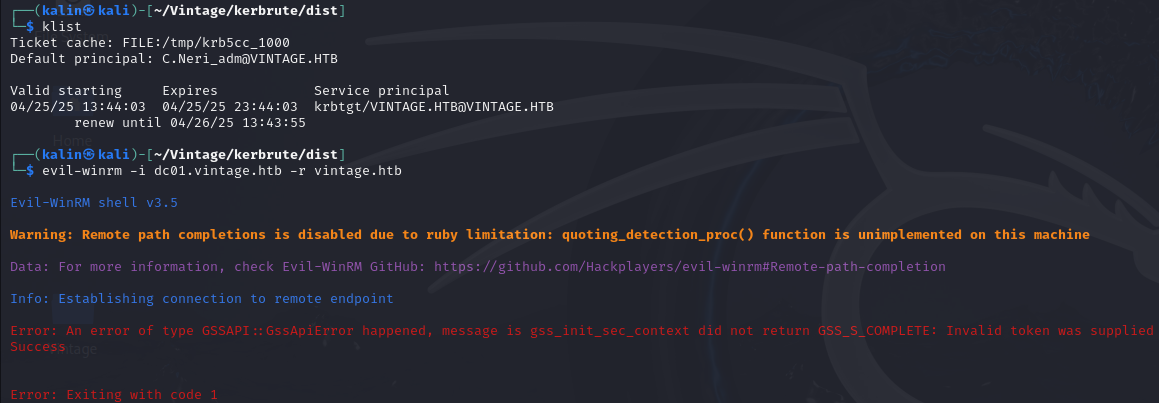 ┌──(kalin㉿kali)-[~/Vintage/kerbrute/dist]
└─$ klist
Ticket cache: FILE:/tmp/krb5cc_1000
Default principal: C.Neri_adm@VINTAGE.HTB
Valid starting     Expires            Service principal
04/25/25 13:44:03  04/25/25 23:44:03  krbtgt/VINTAGE.HTB@VINTAGE.HTB
        renew until 04/26/25 13:43:55
Home
┌──(kalin㉿kali)-[~/Vintage/kerbrute/dist]
└─$ evil-winrm -i dc01.vintage.htb -r vintage.htb
Evil-WinRM shell v3.5
Warning: Remote path completions is disabled due to ruby limitation: quoting_detection_proc() function is unimplemented on this machine
Data: For more information, check Evil-WinRM GitHub: https://github.com/Hackplayers/evil-winrm#Remote-path-completion
Info: Establishing connection to remote endpoint
Error: An error of type GSSAPI::GssApiError happened, message is gss_init_sec_context did not return GSS_S_COMPLETE: Invalid token was supplied
Success
Vintage
Error: Exiting with code 1